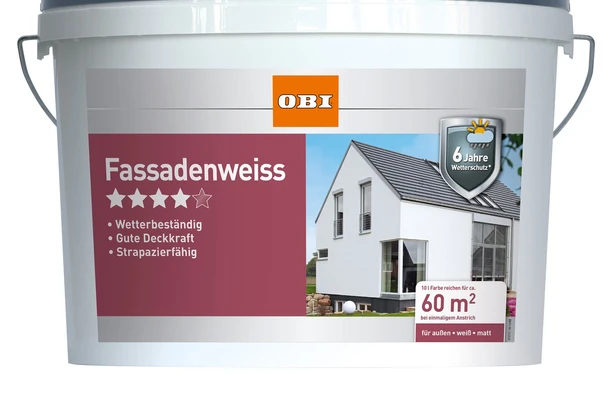 OBI
6 Jahre
Wetterschutz*
Fassadenweiss
• Wetterbeständig
• Gute Deckkraft
• Strapazierfähig
10 l Farbe reichen für ca.
60 m²
bei einmaligem Anstrich
für außen • weiß • matt